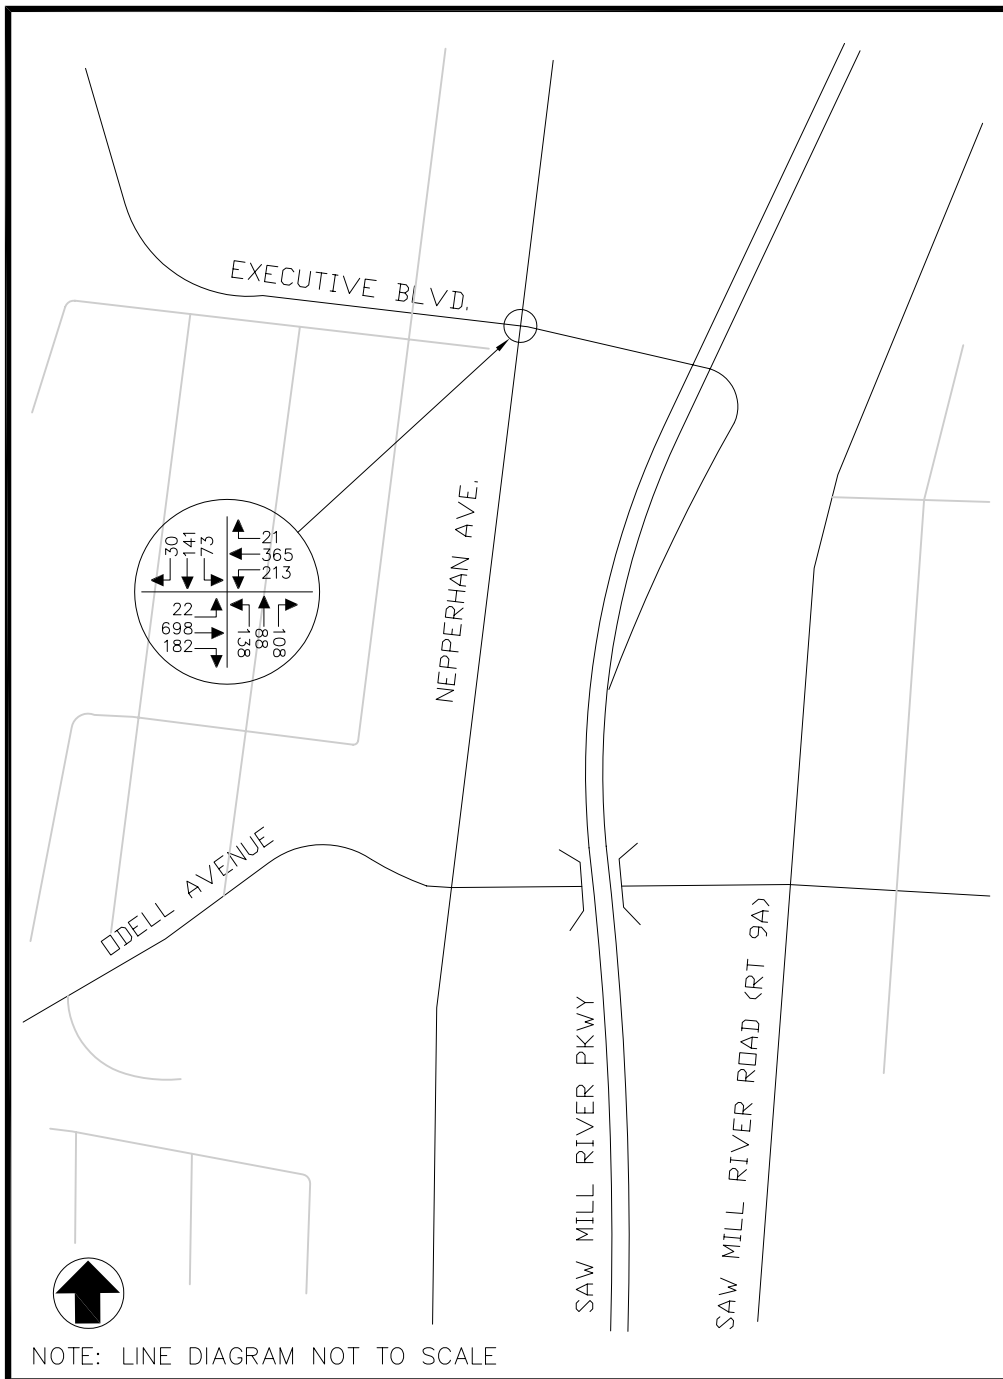 EXECUTIVE BLVD.
NEPPERHAN AVE.
30
141
73
21
365
213
22
698
182
138
88
108
ODELL AVENUE
SAW MILL RIVER PKWY
SAW MILL RIVER ROAD (RT 9A)
NOTE: LINE DIAGRAM NOT TO SCALE